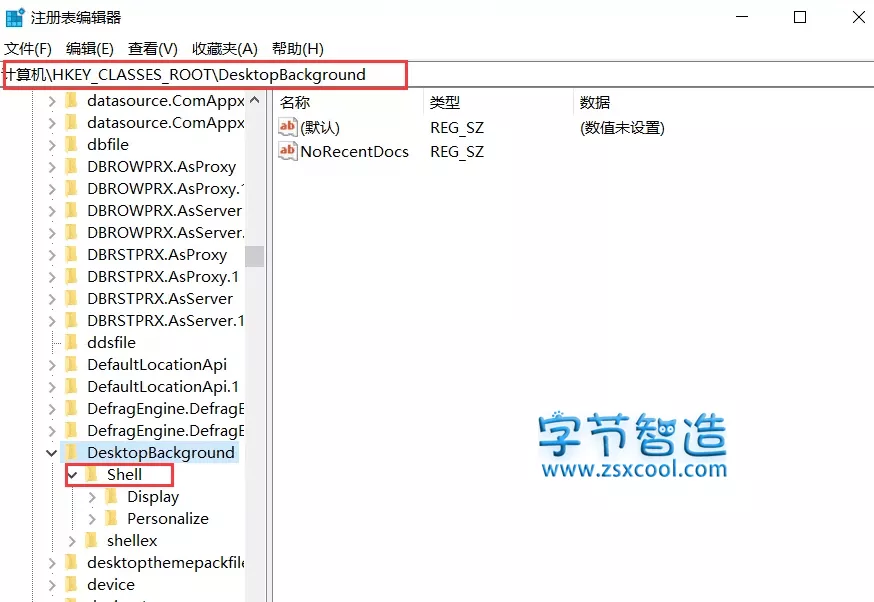 注册表编辑器
文件(F) 编辑(E) 查看(V) 收藏夹(A) 帮助(H)
计算机\HKEY_CLASSES_ROOT\DesktopBackground
datasource.ComAppx
datasource.ComAppx
dbfile
DBROWPRX.AsProxy
DBROWPRX.AsProxy.1
DBROWPRX.AsServer
DBROWPRX.AsServer.
DBRSTPRX.AsProxy
DBRSTPRX.AsProxy.1
DBRSTPRX.AsServer
DBRSTPRX.AsServer.1
ddsfile
DefaultLocationApi
DefaultLocationApi.1
DefragEngine.DefragE
DefragEngine.DefragE
DesktopBackground
Shell
Display
Personalize
shellex
desktopthemepackfile
device
名称 类型 数据
ab (默认) REG_SZ (数值未设置)
ab NoRecentDocs REG_SZ
字节智造
www.zsxcool.com